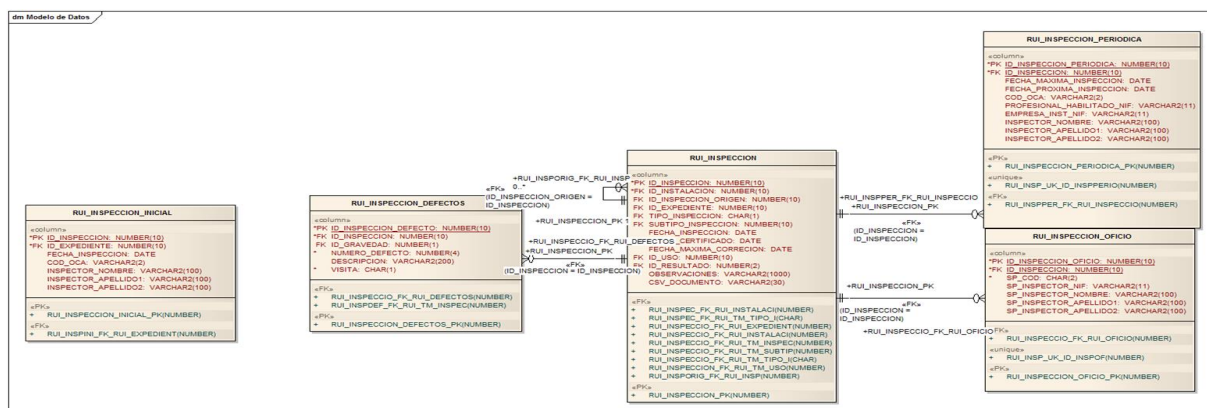 dm Modelo de Datos
RUI_INSPECCION_INICIAL
«column»
*PK ID_INSPECCION: NUMBER(10)
*FK ID_EXPEDIENTE: NUMBER(10)
FECHA_INSPECCION: DATE
COD_OCA: VARCHAR2(2)
INSPECTOR_NOMBRE: VARCHAR2(100)
INSPECTOR_APELLIDO1: VARCHAR2(100)
INSPECTOR_APELLIDO2: VARCHAR2(100)
«PK»
+ RUI_INSPECCION_INICIAL_PK(NUMBER)
«FK»
+ RUI_INSPINI_FK_RUI_EXPEDIENT(NUMBER)
RUI_INSPECCION_DEFECTOS
«column»
*PK ID_INSPECCION_DEFECTO: NUMBER(10)
*FK ID_INSPECCION: NUMBER(10)
FK ID_GRAVEDAD: NUMBER(1)
* NUMERO_DEFECTO: NUMBER(4)
DESCRIPCION: VARCHAR2(200)
* VISITA: CHAR(1)
«FK»
+ RUI_INSPECCIO_FK_RUI_DEFECTOS(NUMBER)
+ RUI_INSPDEF_FK_RUI_TM_INSPEC(NUMBER)
«PK»
+ RUI_INSPECCION_DEFECTOS_PK(NUMBER)
+RUI_INSPORIG_FK_RUI_INSP
0..*
«FK»
(ID_INSPECCION_ORIGEN =
ID_INSPECCION)
+RUI_INSPECCION_PK 1
+RUI_INSPECCIO_FK_RUI_DEFECTOS
+RUI_INSPECCION_PK
«FK»
(ID_INSPECCION = ID_INSPECCION)
RUI_INSPECCION
«column»
*PK ID_INSPECCION: NUMBER(10)
*FK ID_INSTALACION: NUMBER(10)
FK ID_INSPECCION_ORIGEN: NUMBER(10)
FK ID_EXPEDIENTE: NUMBER(10)
FK TIPO_INSPECCION: CHAR(1)
FK SUBTIPO_INSPECCION: NUMBER(10)
FECHA_INSPECCION: DATE
_CERTIFICADO: DATE
FECHA_MAXIMA_CORRECION: DATE
FK ID_USO: NUMBER(10)
FK ID_RESULTADO: NUMBER(2)
OBSERVACIONES: VARCHAR2(1000)
CSV_DOCUMENTO: VARCHAR2(30)
«FK»
+ RUI_INSPEC_FK_RUI_INSTALACI(NUMBER)
+ RUI_INSPEC_FK_RUI_TM_TIPO_I(CHAR)
+ RUI_INSPECCIO_FK_RUI_EXPEDIENT(NUMBER)
+ RUI_INSPECCIO_FK_RUI_INSTALACI(NUMBER)
+ RUI_INSPECCIO_FK_RUI_TM_INSPEC(NUMBER)
+ RUI_INSPECCIO_FK_RUI_TM_SUBTIP(NUMBER)
+ RUI_INSPECCIO_FK_RUI_TM_TIPO_I(CHAR)
+ RUI_INSPECCION_FK_RUI_TM_USO(NUMBER)
+ RUI_INSPORIG_FK_RUI_INSP(NUMBER)
«PK»
+ RUI_INSPECCION_PK(NUMBER)
+RUI_INSPPER_FK_RUI_INSPECCIO
+RUI_INSPECCION_PK
«FK»
(ID_INSPECCION =
ID_INSPECCION)
+RUI_INSPECCION_PK
«FK»
(ID_INSPECCION =
ID_INSPECCION)
+RUI_INSPECCIO_FK_RUI_OFICIO
RUI_INSPECCION_PERIODICA
«column»
*PK ID_INSPECCION_PERIODICA: NUMBER(10)
*FK ID_INSPECCION: NUMBER(10)
FECHA_MAXIMA_INSPECCION: DATE
FECHA_PROXIMA_INSPECCION: DATE
COD_OCA: VARCHAR2(2)
PROFESIONAL_HABILITADO_NIF: VARCHAR2(11)
EMPRESA_INST_NIF: VARCHAR2(11)
INSPECTOR_NOMBRE: VARCHAR2(100)
INSPECTOR_APELLIDO1: VARCHAR2(100)
INSPECTOR_APELLIDO2: VARCHAR2(100)
«PK»
+ RUI_INSPECCION_PERIODICA_PK(NUMBER)
«unique»
+ RUI_INSP_UK_ID_INSPPERIO(NUMBER)
«FK»
+ RUI_INSPPER_FK_RUI_INSPECCIO(NUMBER)
RUI_INSPECCION_OFICIO
«column»
*PK ID_INSPECCION_OFICIO: NUMBER(10)
*FK ID_INSPECCION: NUMBER(10)
* SP_COD: CHAR(2)
SP_INSPECTOR_NIF: VARCHAR2(11)
SP_INSPECTOR_NOMBRE: VARCHAR2(100)
SP_INSPECTOR_APELLIDO1: VARCHAR2(100)
SP_INSPECTOR_APELLIDO2: VARCHAR2(100)
«FK»
+ RUI_INSPECCIO_FK_RUI_OFICIO(NUMBER)
«unique»
+ RUI_INSP_UK_ID_INSPOF(NUMBER)
«PK»
+ RUI_INSPECCION_OFICIO_PK(NUMBER)